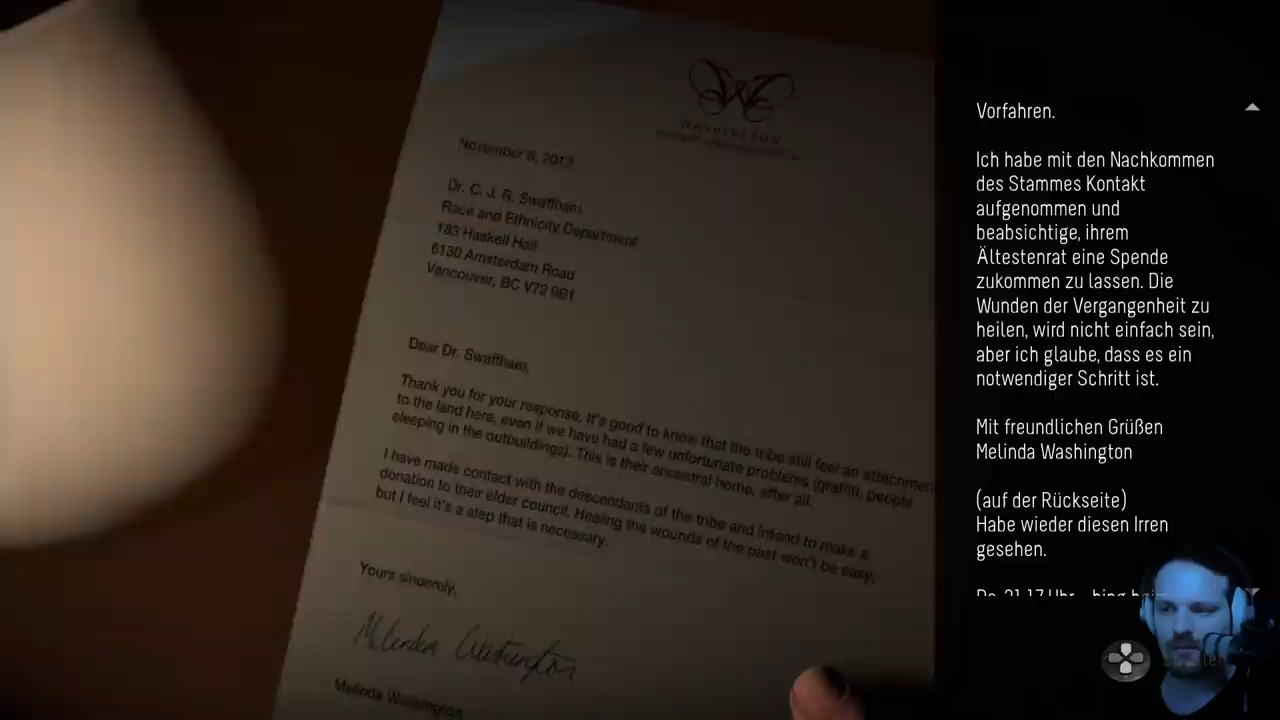 WASHINGTON
November 8, 2013
Dr. C. J. R. Swaffham
Race and Ethnicity Department
183 Haskell Hall
6130 Amsterdam Road
Vancouver, BC V72 9B1
Dear Dr. Swaffham,
Thank you for your response. It's good to know that the tribe still feel an attachment
to the land here, even if we have had a few unfortunate problems (graffiti, people
sleeping in the outbuildings). This is their ancestral home, after all.
I have made contact with the descendants of the tribe and intend to make a
donation to their elder council. Healing the wounds of the past won't be easy,
but I feel it's a step that is necessary.
Yours sincerely,
Melinda Washington
Melinda Washington
Vorfahren.
Ich habe mit den Nachkommen
des Stammes Kontakt
aufgenommen und
beabsichtige, ihrem
Ältestenrat eine Spende
zukommen zu lassen. Die
Wunden der Vergangenheit zu
heilen, wird nicht einfach sein,
aber ich glaube, dass es ein
notwendiger Schritt ist.
Mit freundlichen Grüßen
Melinda Washington
(auf der Rückseite)
Habe wieder diesen Irren
gesehen.